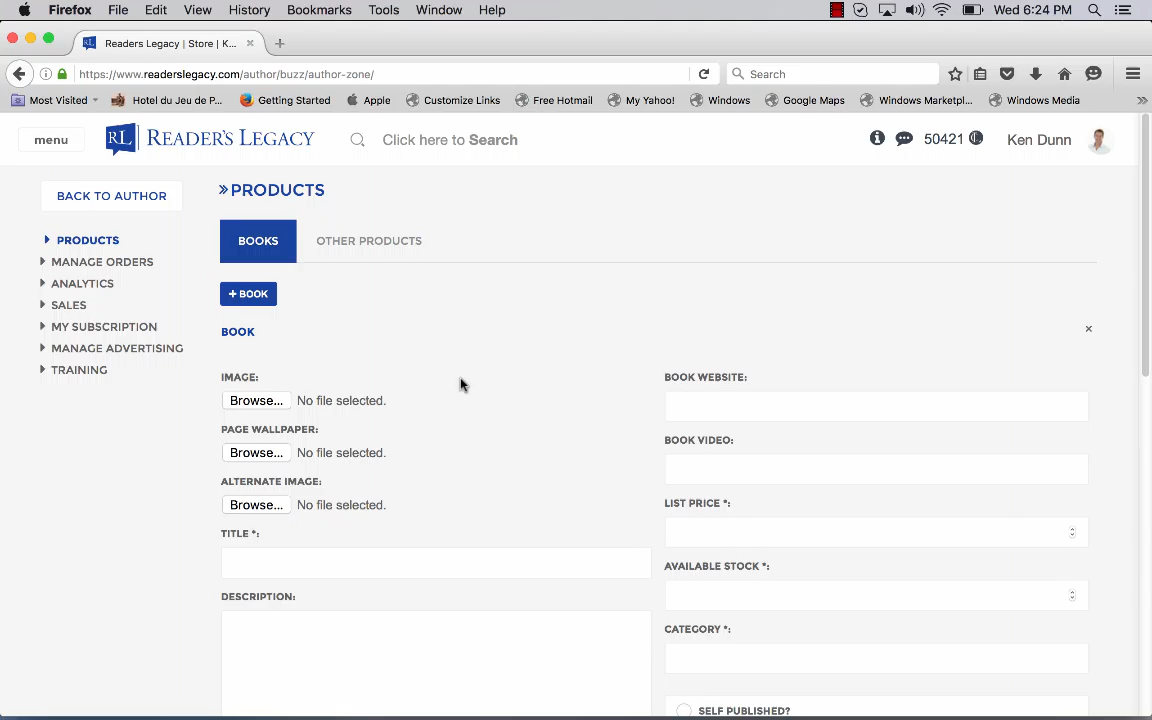 Firefox File Edit View History Bookmarks Tools Window Help Wed 6:24 PM
Readers Legacy | Store | K...
https://www.readerslegacy.com/author/buzz/author-zone/ Search
Most Visited Hotel du Jeu de P... Getting Started Apple Customize Links Free Hotmail My Yahoo! Windows Google Maps Windows Marketpl... Windows Media
menu RL READER'S LEGACY Click here to Search 50421 Ken Dunn
BACK TO AUTHOR
PRODUCTS
MANAGE ORDERS
ANALYTICS
SALES
MY SUBSCRIPTION
MANAGE ADVERTISING
TRAINING
» PRODUCTS
BOOKS OTHER PRODUCTS
+ BOOK
BOOK ×
IMAGE:
Browse... No file selected.
PAGE WALLPAPER:
Browse... No file selected.
ALTERNATE IMAGE:
Browse... No file selected.
TITLE *:
DESCRIPTION:
BOOK WEBSITE:
BOOK VIDEO:
LIST PRICE *:
AVAILABLE STOCK *:
CATEGORY *:
SELF PUBLISHED?